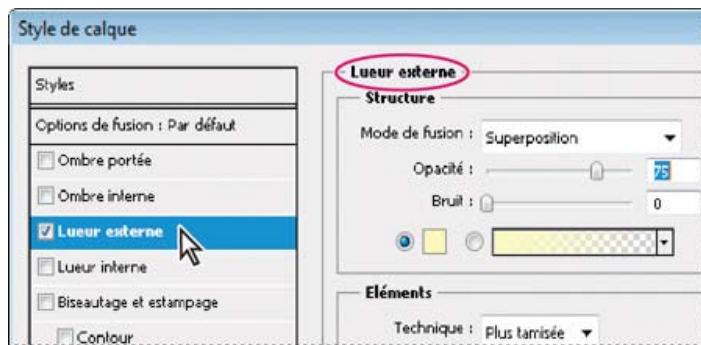 Style de calque
Styles
Options de fusion : Par défaut
Ombre portée
Ombre interne
Lueur externe
Lueur interne
Biseautage et estampage
Contour
Lueur externe
Structure
Mode de fusion : Superposition
Opacité : 75
Bruit : 0
Eléments
Technique : Plus tamisée